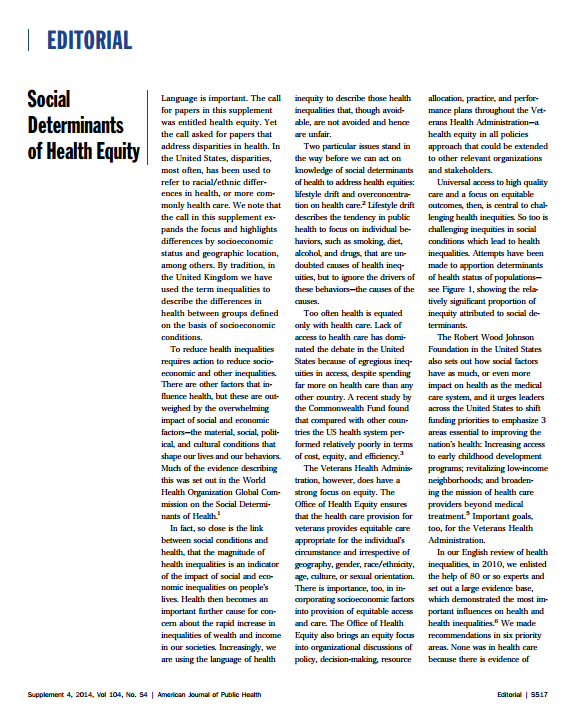 EDITORIAL
Social
Determinants
of Health Equity
Language is important. The call
for papers in this supplement
was entitled health equity. Yet
the call asked for papers that
address disparities in health. In
the United States, disparities,
most often, has been used to
refer to racial/ethnic differ-
ences in health, or more com-
monly health care. We note that
the call in this supplement ex-
pands the focus and highlights
differences by socioeconomic
status and geographic location,
among others. By tradition, in
the United Kingdom we have
used the term inequalities to
describe the differences in
health between groups defined
on the basis of socioeconomic
conditions.
To reduce health inequalities
requires action to reduce socio-
economic and other inequalities.
There are other factors that in-
fluence health, but these are out-
weighed by the overwhelming
impact of social and economic
factors—the material, social, polit-
ical, and cultural conditions that
shape our lives and our behaviors.
Much of the evidence describing
this was set out in the World
Health Organization Global Com-
mission on the Social Determi-
nants of Health.1
In fact, so close is the link
between social conditions and
health, that the magnitude of
health inequalities is an indicator
of the impact of social and eco-
nomic inequalities on people's
lives. Health then becomes an
important further cause for con-
cern about the rapid increase in
inequalities of wealth and income
in our societies. Increasingly, we
are using the language of health
inequity to describe those health
inequalities that, though avoid-
able, are not avoided and hence
are unfair.
Two particular issues stand in
the way before we can act on
knowledge of social determinants
of health to address health equities:
lifestyle drift and overconcentra-
tion on health care.2 Lifestyle drift
describes the tendency in public
health to focus on individual be-
haviors, such as smoking, diet,
alcohol, and drugs, that are un-
doubted causes of health ineq-
uities, but to ignore the drivers of
these behaviors—the causes of the
causes.
Too often health is equated
only with health care. Lack of
access to health care has domi-
nated the debate in the United
States because of egregious ineq-
uities in access, despite spending
far more on health care than any
other country. A recent study by
the Commonwealth Fund found
that compared with other coun-
tries the US health system per-
formed relatively poorly in terms
of cost, equity, and efficiency.3
The Veterans Health Adminis-
tration, however, does have a
strong focus on equity. The
Office of Health Equity ensures
that the health care provision for
veterans provides equitable care
appropriate for the individual's
circumstance and irrespective of
geography, gender, race/ethnicity,
age, culture, or sexual orientation.
There is importance, too, in in-
corporating socioeconomic factors
into provision of equitable access
and care. The Office of Health
Equity also brings an equity focus
into organizational discussions of
policy, decision-making, resource
allocation, practice, and perfor-
mance plans throughout the Vet-
erans Health Administration—a
health equity in all policies
approach that could be extended
to other relevant organizations
and stakeholders.
Universal access to high quality
care and a focus on equitable
outcomes, then, is central to chal-
lenging health inequities. So too is
challenging inequities in social
conditions which lead to health
inequalities. Attempts have been
made to apportion determinants
of health status of populations—
see Figure 1, showing the rela-
tively significant proportion of
inequity attributed to social de-
terminants.
The Robert Wood Johnson
Foundation in the United States
also sets out how social factors
have as much, or even more
impact on health as the medical
care system, and it urges leaders
across the United States to shift
funding priorities to emphasize 3
areas essential to improving the
nation's health: Increasing access
to early childhood development
programs; revitalizing low-income
neighborhoods; and broaden-
ing the mission of health care
providers beyond medical
treatment.5 Important goals,
too, for the Veterans Health
Administration.
In our English review of health
inequalities, in 2010, we enlisted
the help of 80 or so experts and
set out a large evidence base,
which demonstrated the most im-
portant influences on health and
health inequalities.6 We made
recommendations in six priority
areas. None was in health care
because there is evidence of
Supplement 4, 2014, Vol 104, No. S4 | American Journal of Public Health
Editorial | S517